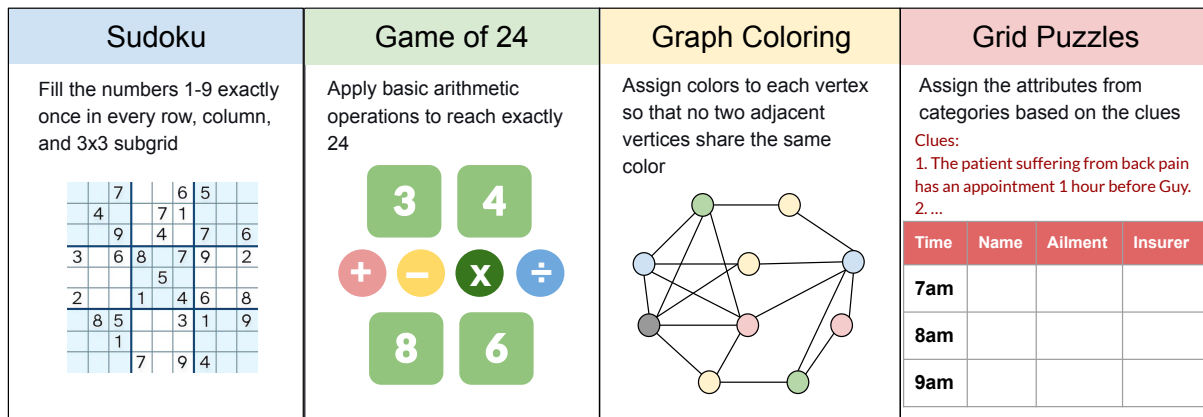 Sudoku
Fill the numbers 1-9 exactly
once in every row, column,
and 3x3 subgrid
7 6 5
4 7 1
9 4 7 6
3 6 8 7 9 2
5
2 1 4 6 8
8 5 3 1 9
1
7 9 4
Game of 24
Apply basic arithmetic
operations to reach exactly
24
3 4
+ − x ÷
8 6
Graph Coloring
Assign colors to each vertex
so that no two adjacent
vertices share the same
color
Grid Puzzles
Assign the attributes from
categories based on the clues
Clues:
1. The patient suffering from back pain
has an appointment 1 hour before Guy.
2. ...
Time Name Ailment Insurer
7am
8am
9am